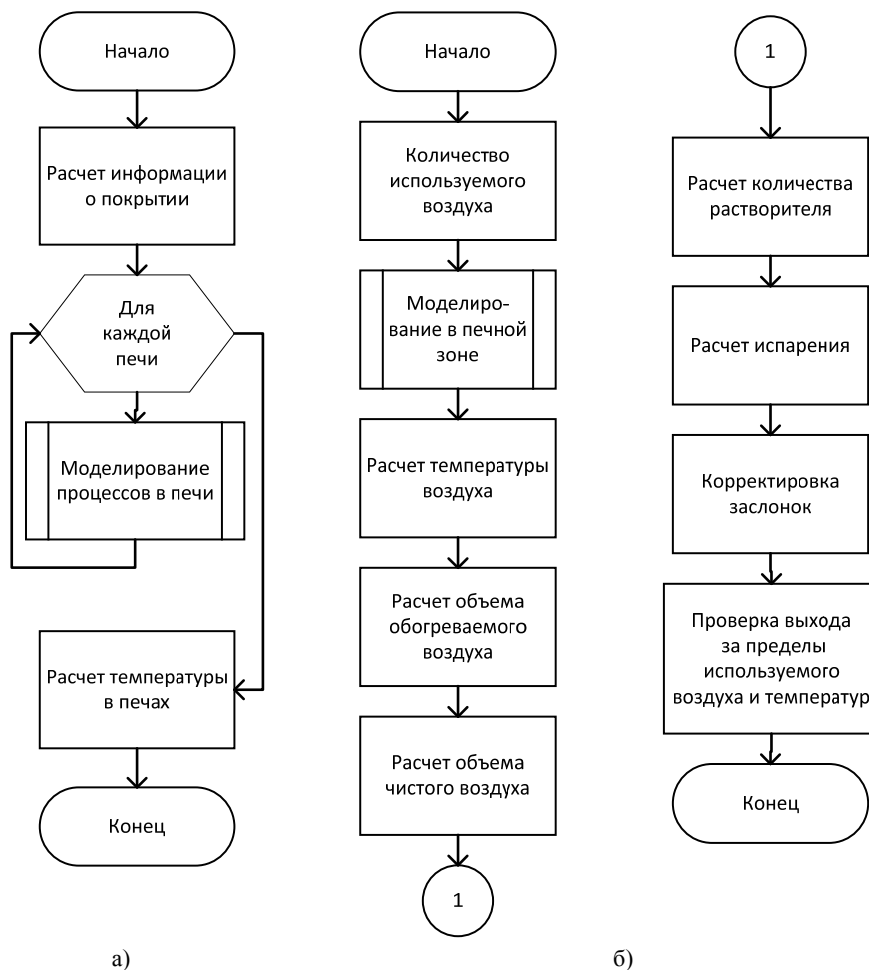 Начало
Расчет информации
о покрытии
Для
каждой
печи
Моделирование
процессов в печи
Расчет температуры
в печах
Конец
а)
Начало
Количество
используемого
воздуха
Моделиро-
вание в печной
зоне
Расчет температуры
воздуха
Расчет объема
обогреваемого
воздуха
Расчет объема
чистого воздуха
1
1
Расчет количества
растворителя
Расчет испарения
Корректировка
заслонок
Проверка выхода
за пределы
используемого
воздуха и температур
Конец
б)